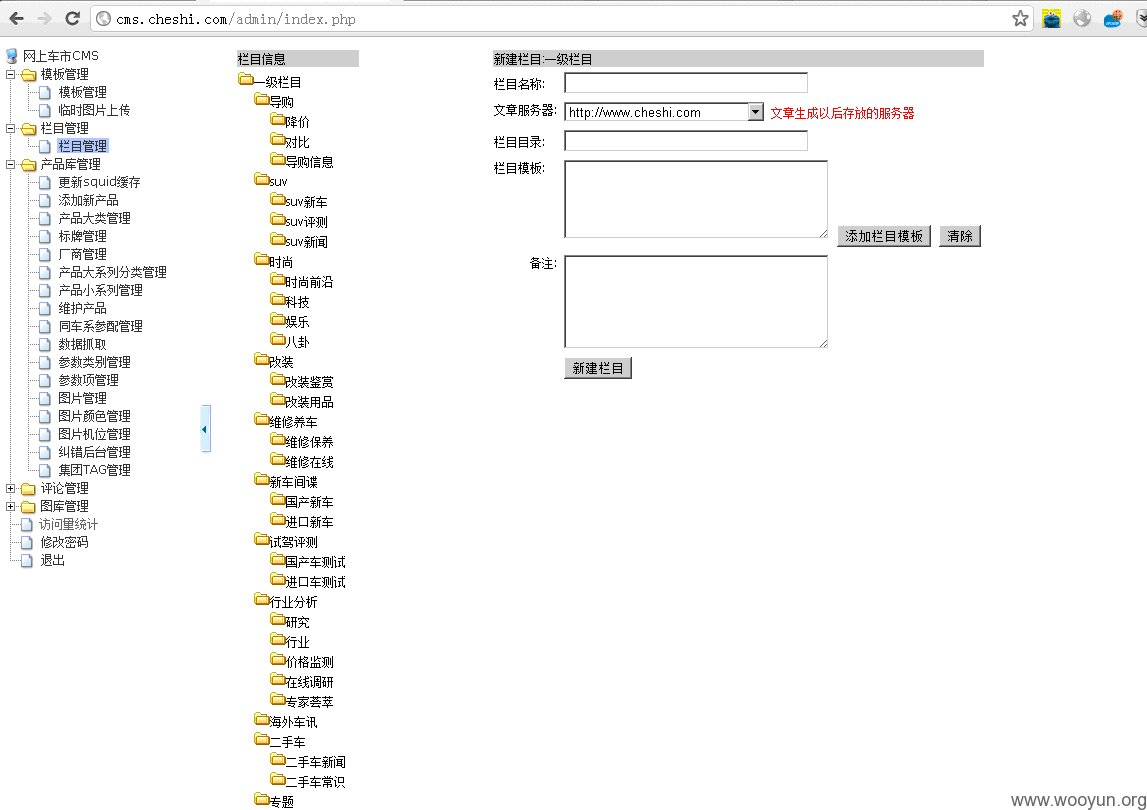 cms.cheshi.com/admin/index.php
网上车市CMS
模板管理
模板管理
临时图片上传
栏目管理
栏目管理
产品库管理
更新squid缓存
添加新产品
产品大类管理
标牌管理
厂商管理
产品大系列分类管理
产品小系列管理
维护产品
同车系参配管理
数据抓取
参数类别管理
参数项管理
图片管理
图片颜色管理
图片机位管理
纠错后台管理
集团TAG管理
评论管理
图库管理
访问量统计
修改密码
退出
栏目信息
一级栏目
导购
降价
对比
导购信息
suv
suv新车
suv评测
suv新闻
时尚
时尚前沿
科技
娱乐
八卦
改装
改装鉴赏
改装用品
维修养车
维修保养
维修在线
新车间谍
国产新车
进口新车
试驾评测
国产车测试
进口车测试
行业分析
研究
行业
价格监测
在线调研
专家荟萃
海外车讯
二手车
二手车新闻
二手车常识
专题
新建栏目:一级栏目
栏目名称:
文章服务器: http://www.cheshi.com 文章生成以后存放的服务器
栏目目录:
栏目模板:
添加栏目模板 清除
备注:
新建栏目
www.wooyun.org